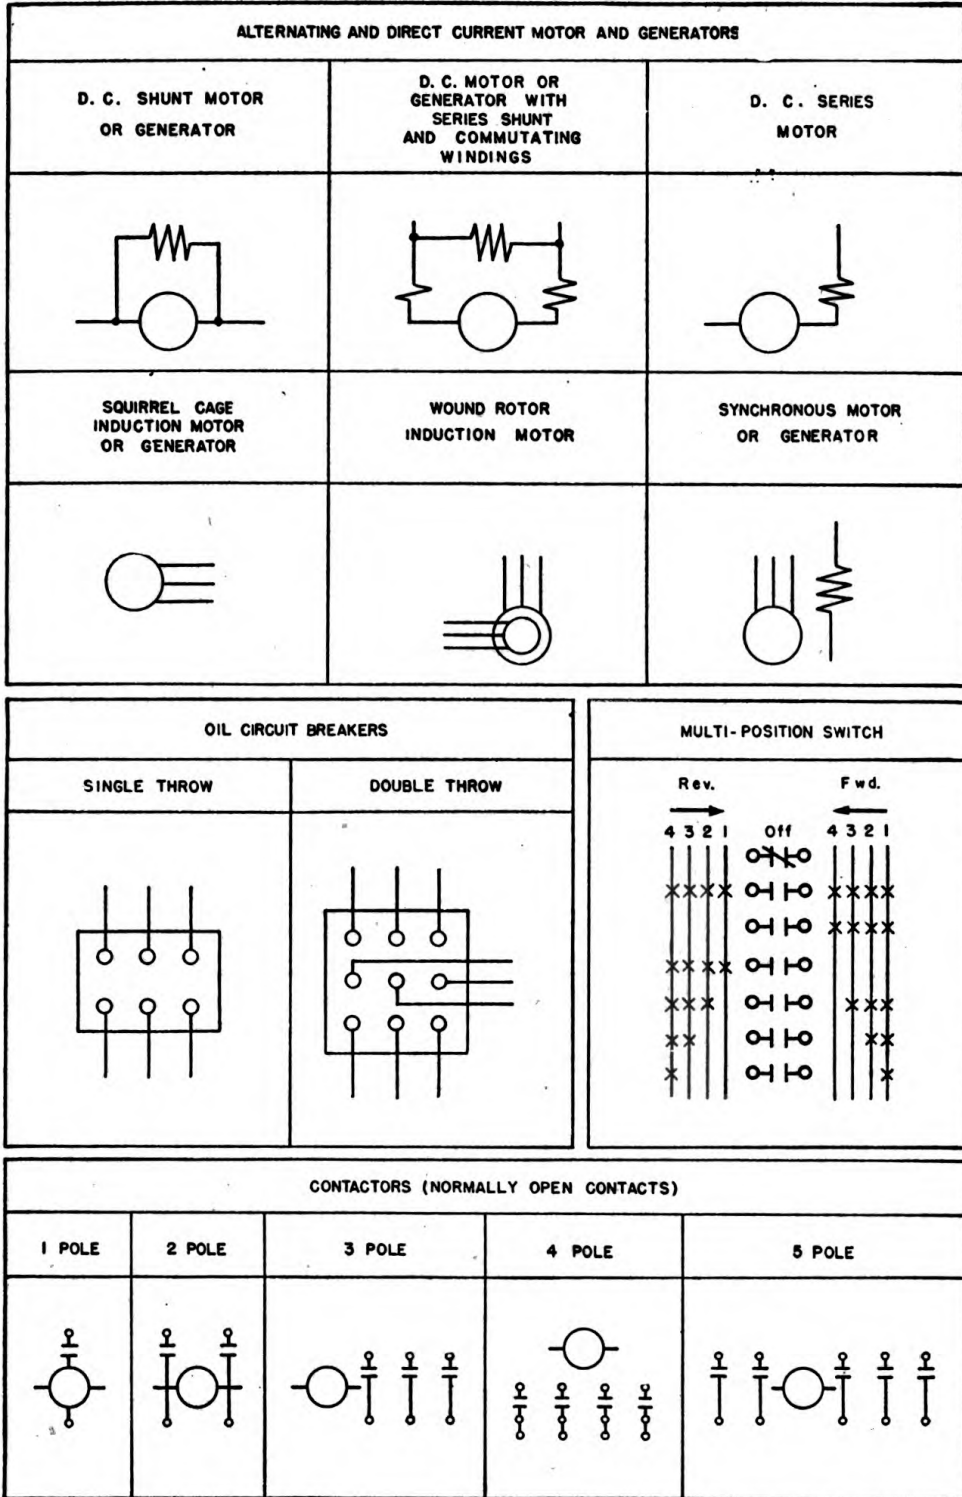 ALTERNATING AND DIRECT CURRENT MOTOR AND GENERATORS
D. C. SHUNT MOTOR
OR GENERATOR
D. C. MOTOR OR
GENERATOR WITH
SERIES SHUNT
AND COMMUTATING
WINDINGS
D. C. SERIES
MOTOR
SQUIRREL CAGE
INDUCTION MOTOR
OR GENERATOR
WOUND ROTOR
INDUCTION MOTOR
SYNCHRONOUS MOTOR
OR GENERATOR
OIL CIRCUIT BREAKERS
SINGLE THROW
DOUBLE THROW
MULTI-POSITION SWITCH
Rev. Fwd.
4 3 2 1 Off 4 3 2 1
CONTACTORS (NORMALLY OPEN CONTACTS)
1 POLE
2 POLE
3 POLE
4 POLE
5 POLE